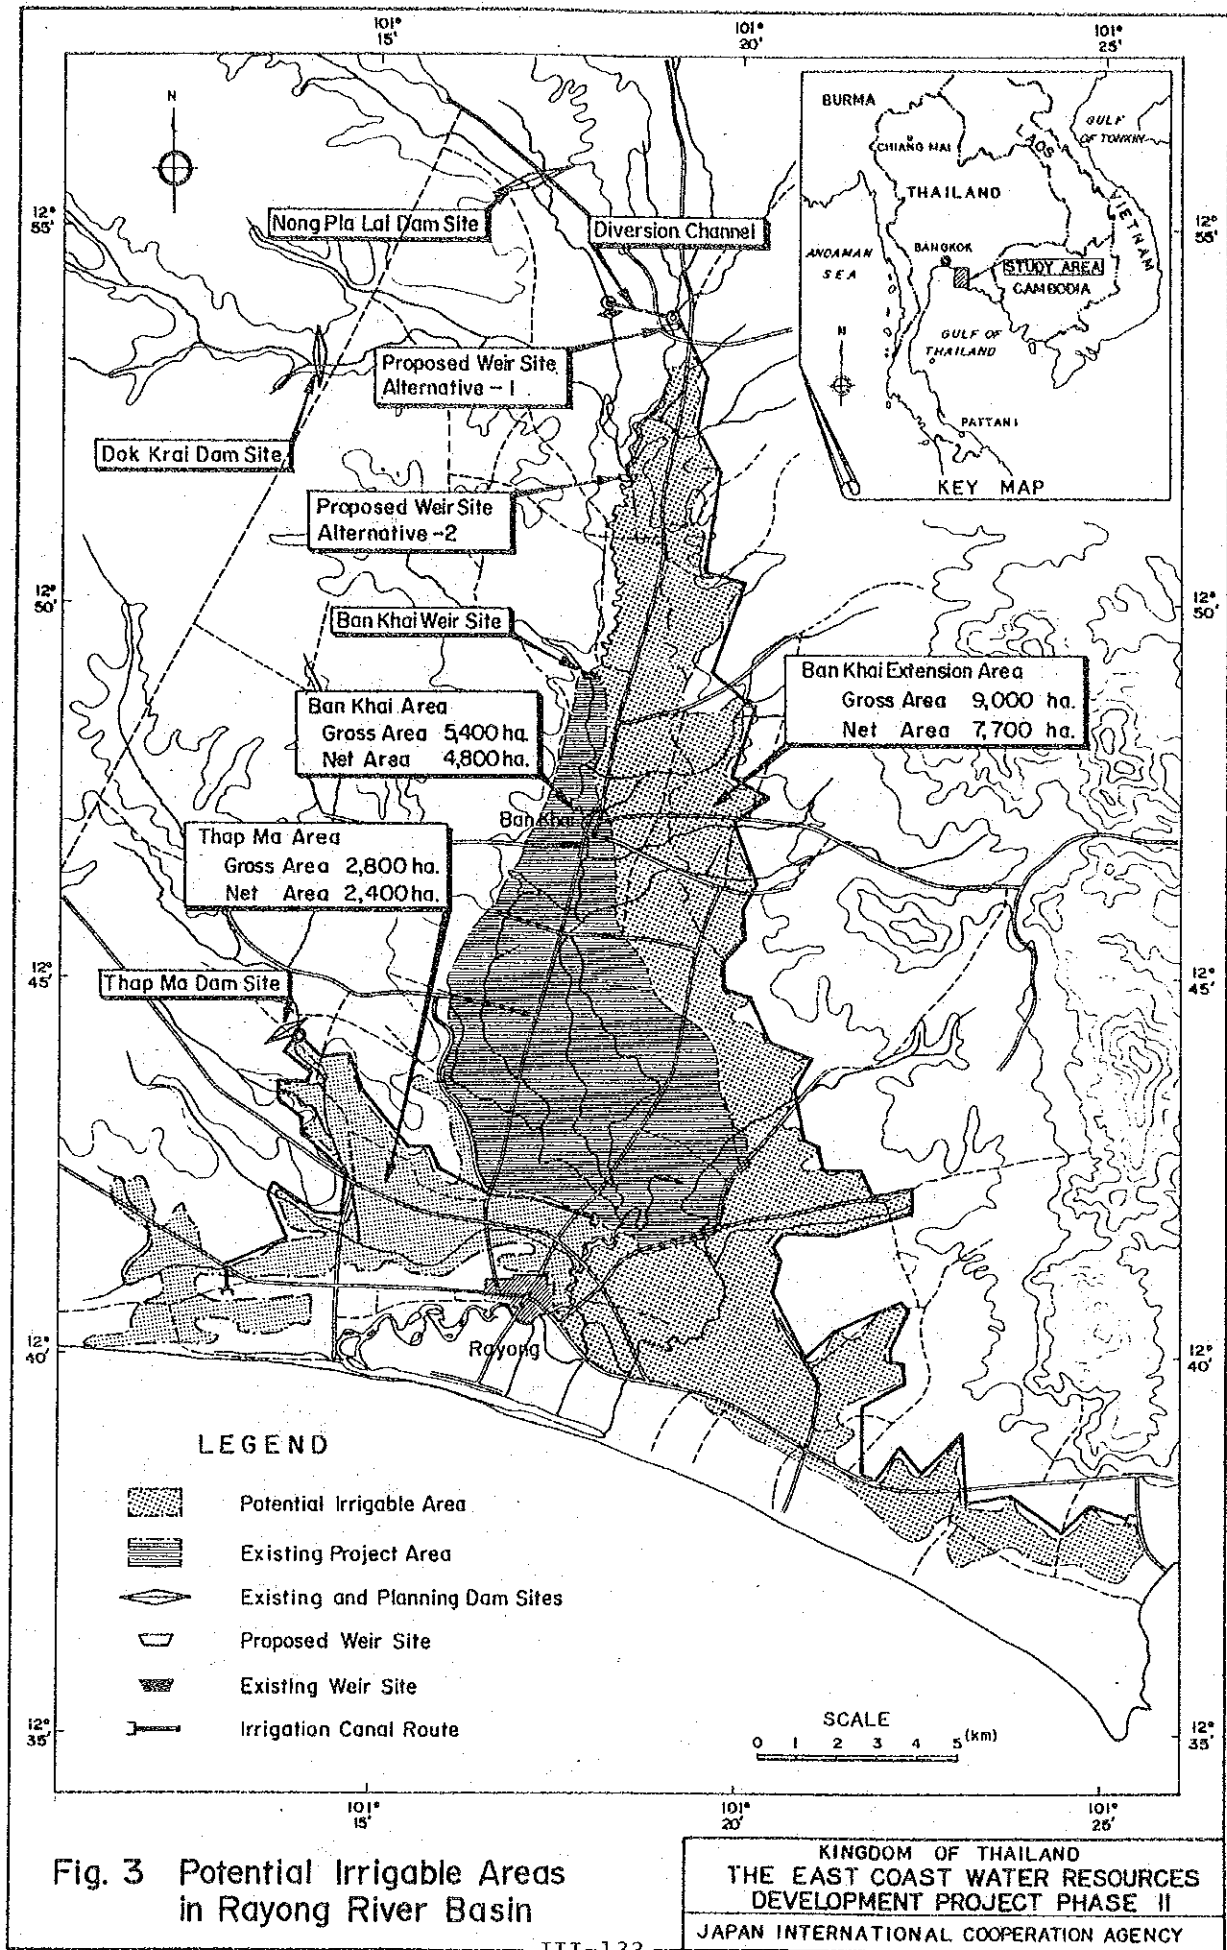 101°
15'
101°
20'
101°
25'
N
12°
55'
12°
55'
BURMA
CHIANG MAI
LAOS
GULF
OF TONKIN
THAILAND
VIETNAM
BANGKOK
ANDAMAN
SEA
STUDY AREA
CAMBODIA
N
GULF OF
THAILAND
PATTANI
KEY MAP
Nong Pla Lai Dam Site
Diversion Channel
Proposed Weir Site
Alternative-1
Dok Krai Dam Site
Proposed Weir Site
Alternative-2
12°
50'
12°
50'
Ban Khai Weir Site
Ban Khai Extension Area
Gross Area 9,000 ha.
Net Area 7,700 ha.
Ban Khai Area
Gross Area 5,400 ha.
Net Area 4,800 ha.
Ban Khai
Thap Ma Area
Gross Area 2,800 ha.
Net Area 2,400 ha.
12°
45'
12°
45'
Thap Ma Dam Site
12°
40'
12°
40'
Rayong
LEGEND
Potential Irrigable Area
Existing Project Area
Existing and Planning Dam Sites
Proposed Weir Site
Existing Weir Site
Irrigation Canal Route
12°
35'
12°
35'
SCALE
0 1 2 3 4 5 (km)
101°
15'
101°
20'
101°
25'
Fig. 3 Potential Irrigable Areas
in Rayong River Basin
KINGDOM OF THAILAND
THE EAST COAST WATER RESOURCES
DEVELOPMENT PROJECT PHASE II
JAPAN INTERNATIONAL COOPERATION AGENCY
III-122